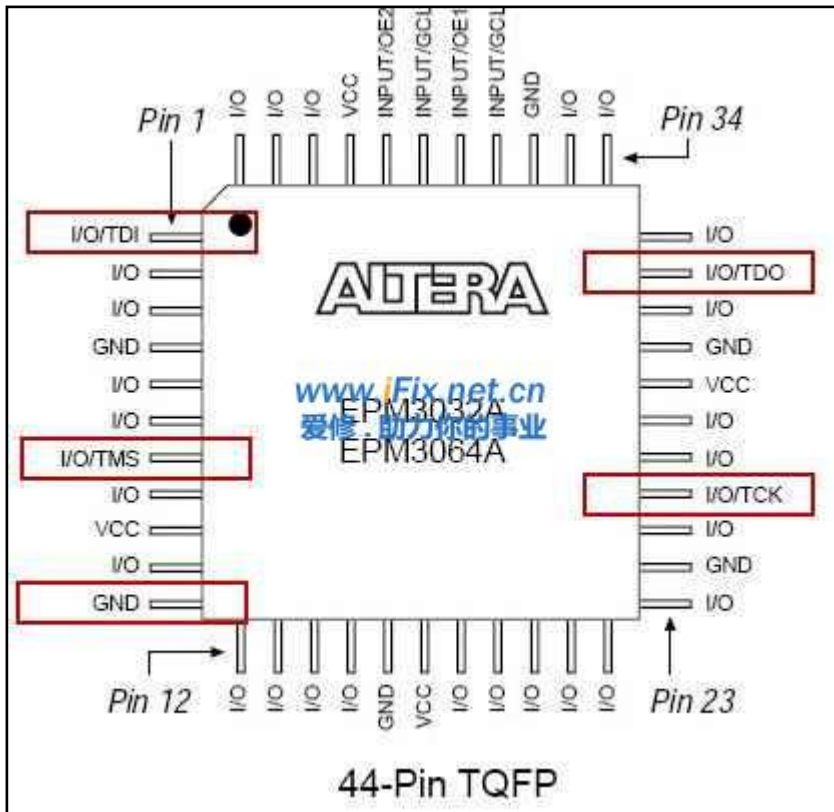 I/O
I/O
I/O
VCC
INPUT/OE2
INPUT/GCL
INPUT/OE1
INPUT/GCL
GND
I/O
I/O
Pin 1
Pin 34
I/O/TDI
I/O
I/O
GND
I/O
I/O
I/O/TMS
I/O
VCC
I/O
GND
ALTERA
www.iFix.net.cn
EPM3032A
爱修．助力你的事业
EPM3064A
I/O
I/O/TDO
I/O
GND
VCC
I/O
I/O
I/O/TCK
I/O
GND
I/O
Pin 12
Pin 23
I/O
I/O
I/O
I/O
GND
VCC
I/O
I/O
I/O
I/O
I/O
44-Pin TQFP